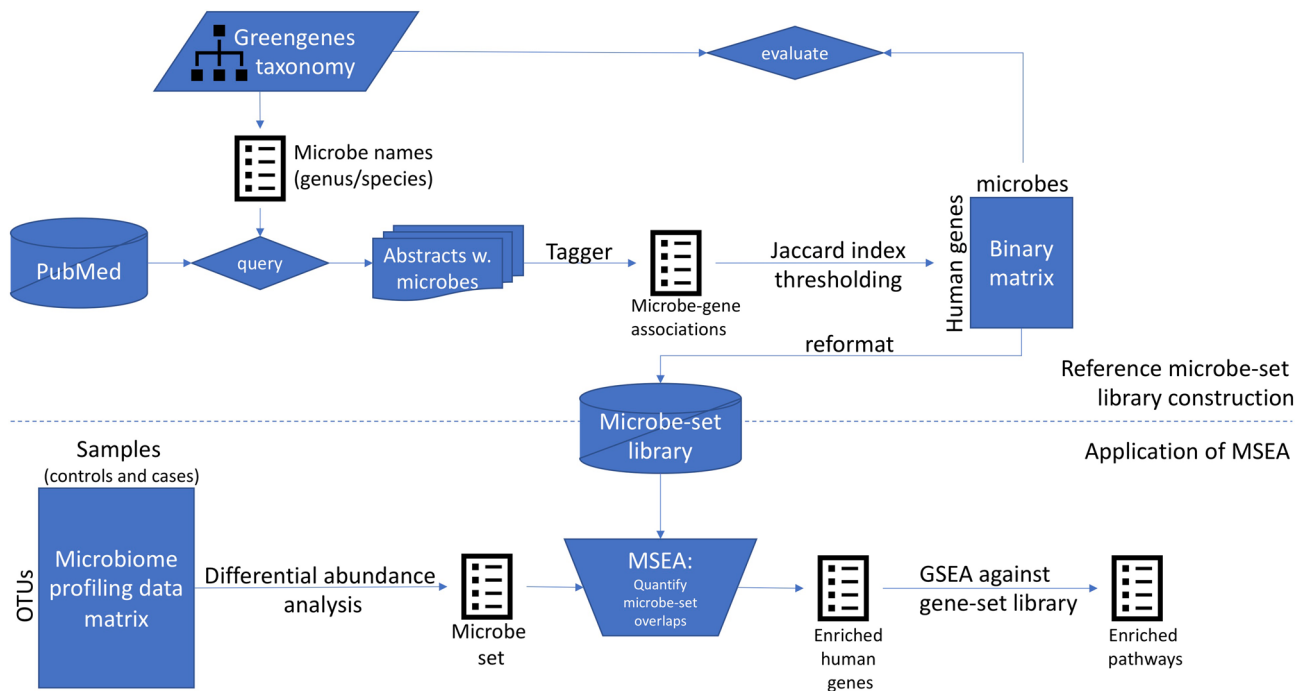 Greengenes
taxonomy
evaluate
Microbe names
(genus/species)
microbes
Human genes
Binary
matrix
PubMed
query
Abstracts w.
microbes
Tagger
Microbe-gene
associations
Jaccard index
thresholding
reformat
Reference microbe-set
library construction
Microbe-set
library
Application of MSEA
Samples
(controls and cases)
OTUs
Microbiome
profiling data
matrix
Differential abundance
analysis
Microbe
set
MSEA:
Quantify
microbe-set
overlaps
Enriched
human
genes
GSEA against
gene-set library
Enriched
pathways